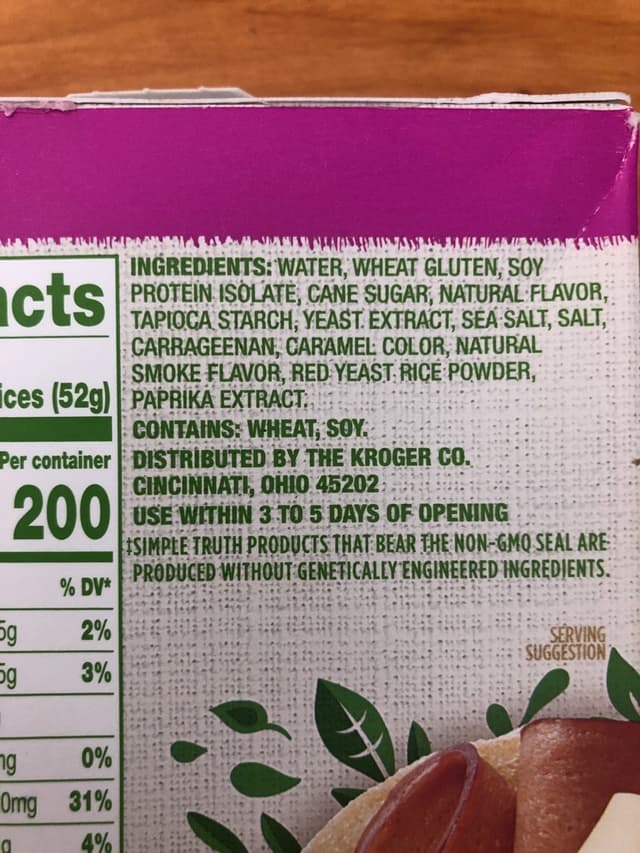 acts
ices (52g)
Per container
200
% DV*
5g 2%
5g 3%
0%
0mg 31%
4%
INGREDIENTS: WATER, WHEAT GLUTEN, SOY
PROTEIN ISOLATE, CANE SUGAR, NATURAL FLAVOR,
TAPIOCA STARCH, YEAST EXTRACT, SEA SALT, SALT,
CARRAGEENAN, CARAMEL COLOR, NATURAL
SMOKE FLAVOR, RED YEAST RICE POWDER,
PAPRIKA EXTRACT.
CONTAINS: WHEAT, SOY.
DISTRIBUTED BY THE KROGER CO.
CINCINNATI, OHIO 45202
USE WITHIN 3 TO 5 DAYS OF OPENING
‡SIMPLE TRUTH PRODUCTS THAT BEAR THE NON-GMO SEAL ARE
PRODUCED WITHOUT GENETICALLY ENGINEERED INGREDIENTS.
SERVING
SUGGESTION